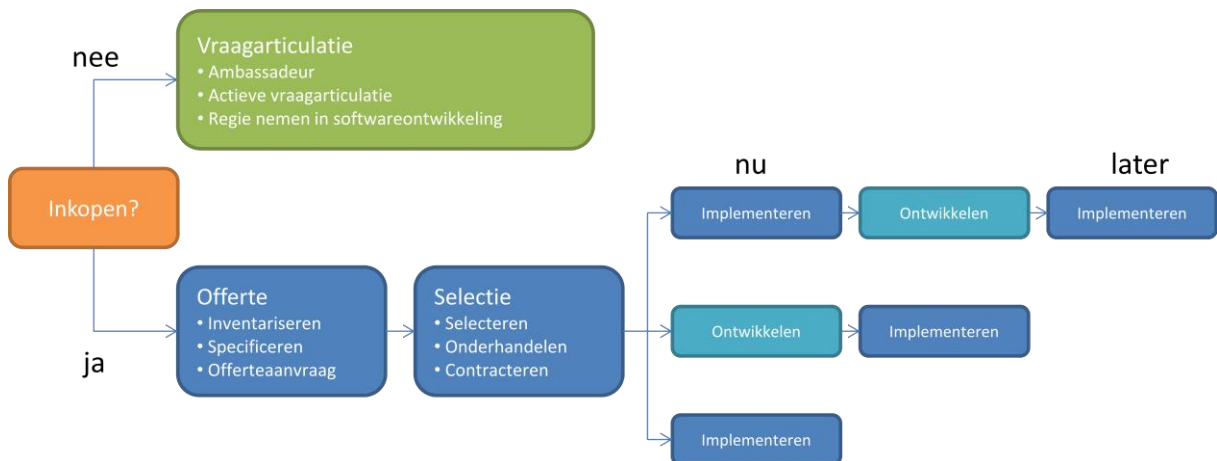 nee
Vraagarticulatie
• Ambassadeur
• Actieve vraagarticulatie
• Regie nemen in softwareontwikkeling
Inkopen?
ja
Offerte
• Inventariseren
• Specificeren
• Offerteaanvraag
Selectie
• Selecteren
• Onderhandelen
• Contracteren
nu
later
Implementeren
Ontwikkelen
Implementeren
Ontwikkelen
Implementeren
Implementeren